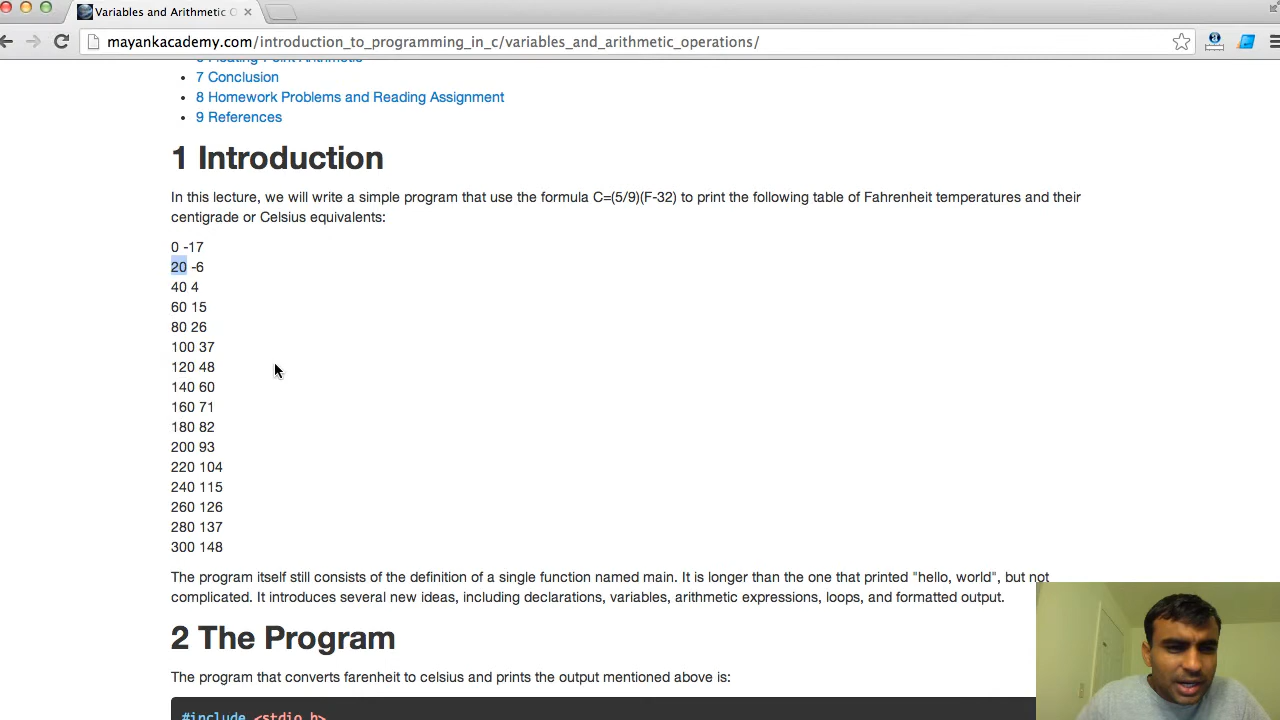 Variables and Arithmetic O
mayankacademy.com/introduction_to_programming_in_c/variables_and_arithmetic_operations/
6 Floating Point Arithmetic
7 Conclusion
8 Homework Problems and Reading Assignment
9 References
1 Introduction
In this lecture, we will write a simple program that use the formula C=(5/9)(F-32) to print the following table of Fahrenheit temperatures and their
centigrade or Celsius equivalents:
0 -17
20 -6
40 4
60 15
80 26
100 37
120 48
140 60
160 71
180 82
200 93
220 104
240 115
260 126
280 137
300 148
The program itself still consists of the definition of a single function named main. It is longer than the one that printed "hello, world", but not
complicated. It introduces several new ideas, including declarations, variables, arithmetic expressions, loops, and formatted output.
2 The Program
The program that converts farenheit to celsius and prints the output mentioned above is:
#include <stdio.h>